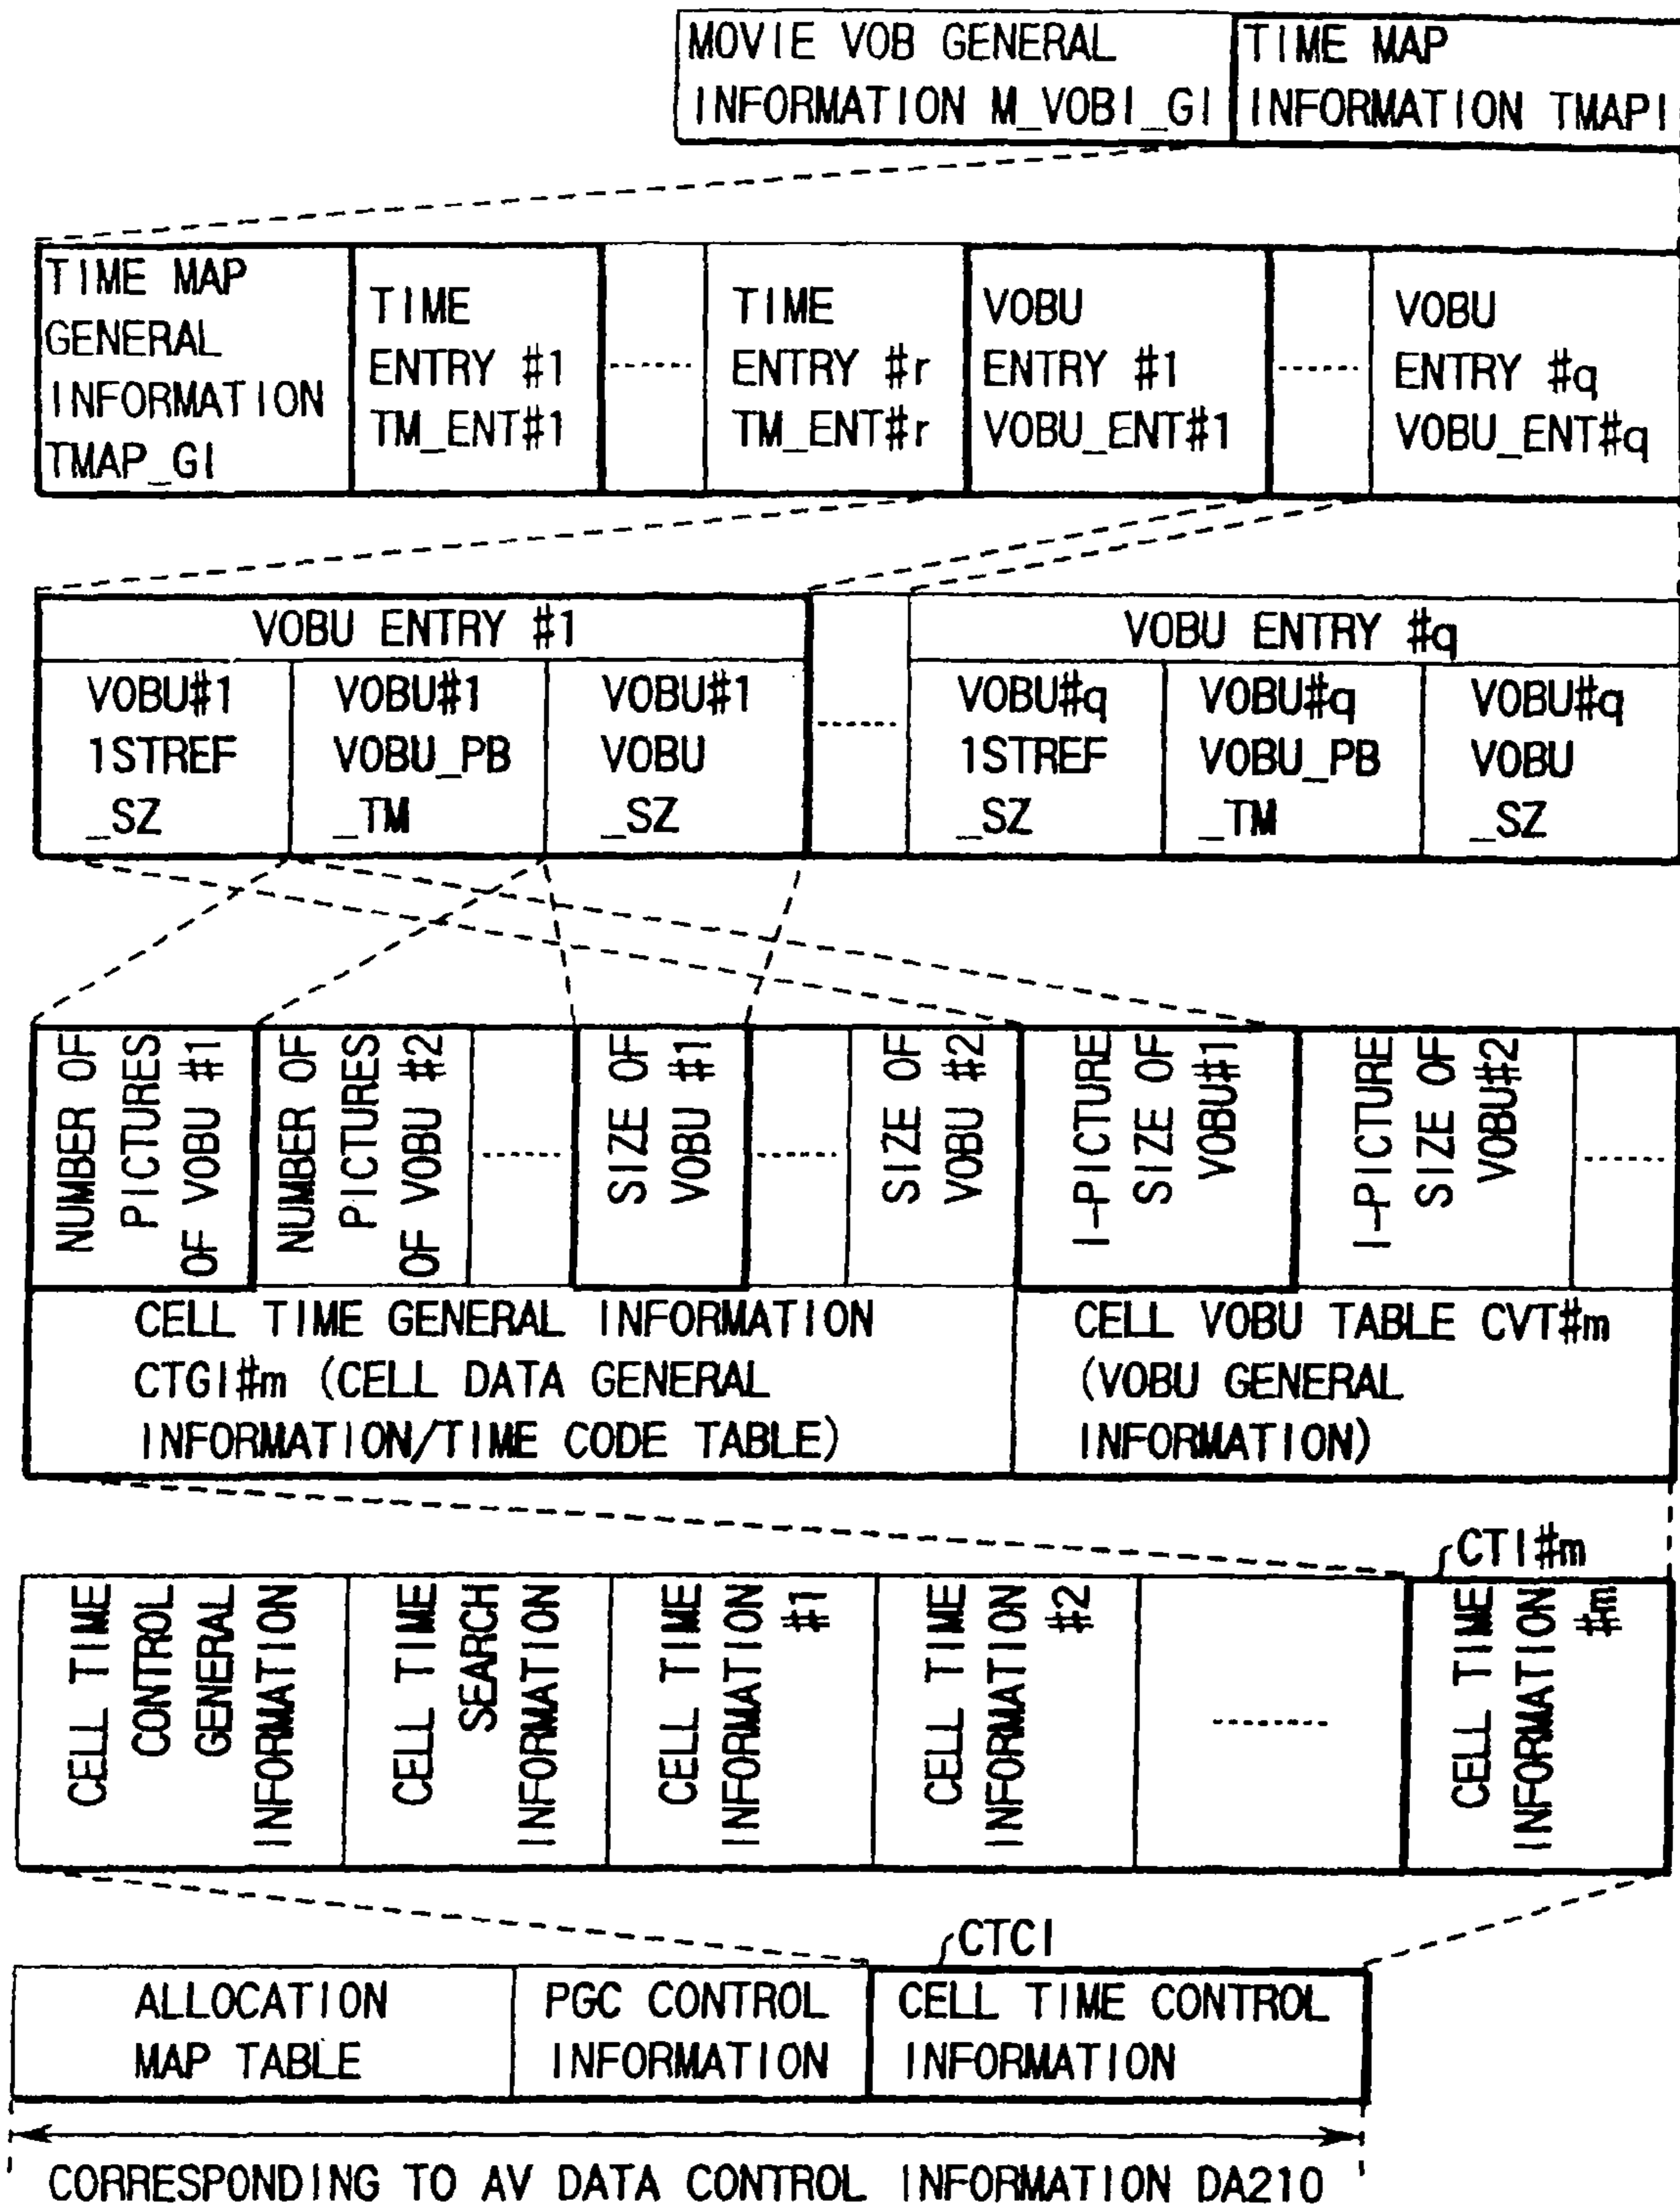 MOVIE VOB GENERAL
INFORMATION M_VOBI_GI
TIME MAP
INFORMATION TMAPI
TIME MAP
GENERAL
INFORMATION
TMAP_GI
TIME
ENTRY #1
TM_ENT#1
TIME
ENTRY #r
TM_ENT#r
VOBU
ENTRY #1
VOBU_ENT#1
VOBU
ENTRY #q
VOBU_ENT#q
VOBU ENTRY #1
VOBU ENTRY #q
VOBU#1
1STREF
_SZ
VOBU#1
VOBU_PB
_TM
VOBU#1
VOBU
_SZ
VOBU#q
1STREF
_SZ
VOBU#q
VOBU_PB
_TM
VOBU#q
VOBU
_SZ
NUMBER OF
PICTURES
OF VOBU #1
NUMBER OF
PICTURES
OF VOBU #2
SIZE OF
VOBU #1
SIZE OF
VOBU #2
I-PICTURE
SIZE OF
VOBU#1
I-PICTURE
SIZE OF
VOBU#2
CELL TIME GENERAL INFORMATION
CTGI#m (CELL DATA GENERAL
INFORMATION/TIME CODE TABLE)
CELL VOBU TABLE CVT#m
(VOBU GENERAL
INFORMATION)
CTI#m
CELL TIME
CONTROL
GENERAL
INFORMATION
CELL TIME
SEARCH
INFORMATION
CELL TIME
INFORMATION
#1
CELL TIME
INFORMATION
#2
CELL TIME
INFORMATION
#m
CTCI
ALLOCATION
MAP TABLE
PGC CONTROL
INFORMATION
CELL TIME CONTROL
INFORMATION
CORRESPONDING TO AV DATA CONTROL INFORMATION DA210